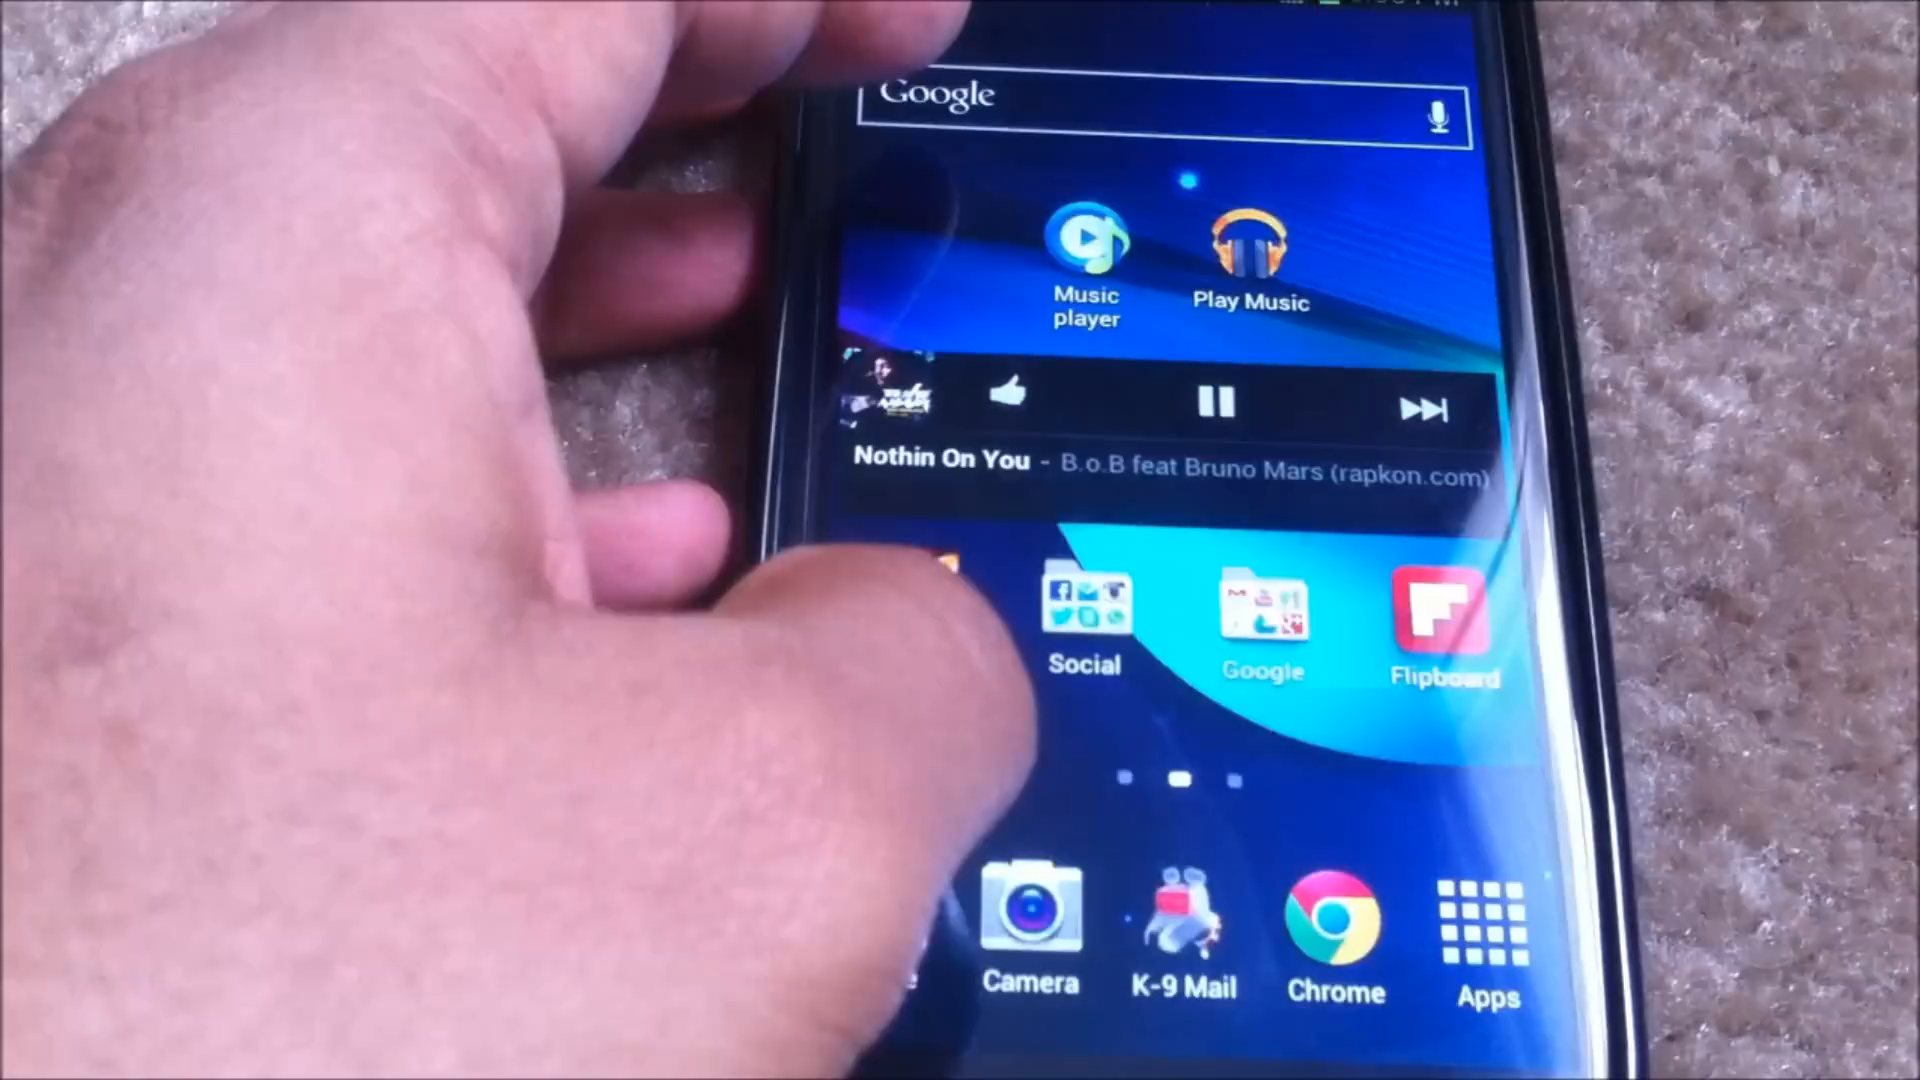 Google
Music
player
Play Music
Nothin On You - B.o.B feat Bruno Mars (rapkon.com)
Social
Google
Flipboard
Camera
K-9 Mail
Chrome
Apps